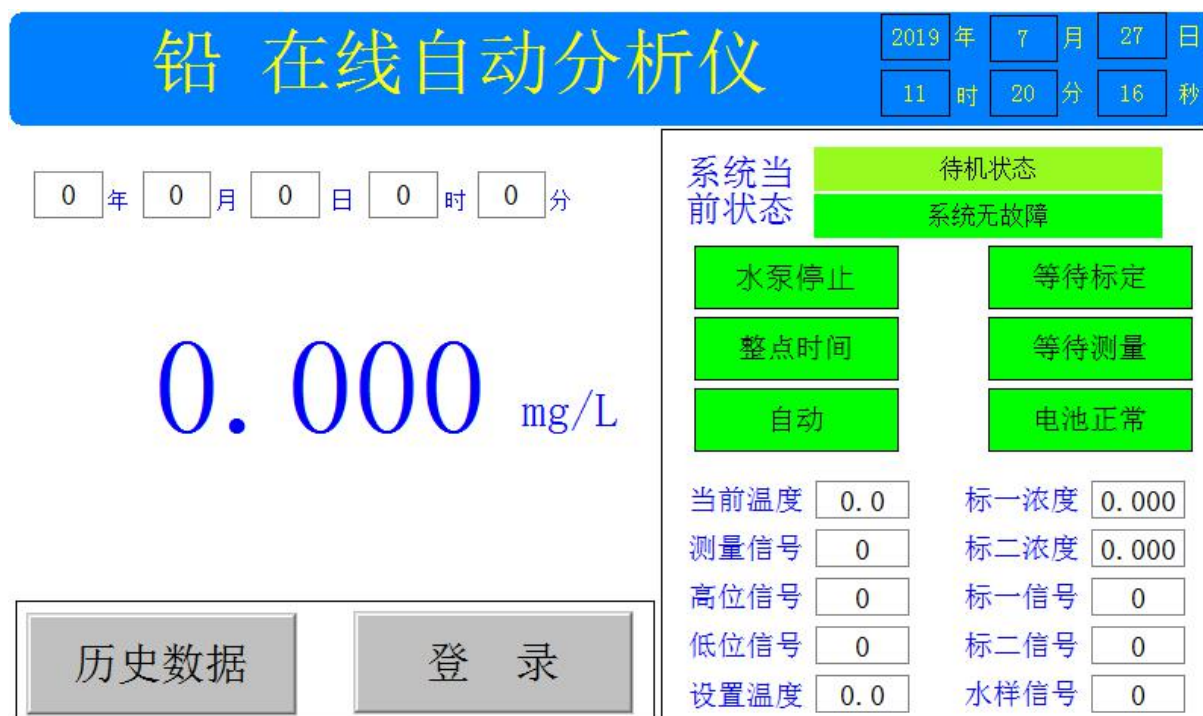 铅 在线自动分析仪
2019 年 7 月 27 日
11 时 20 分 16 秒
0 年 0 月 0 日 0 时 0 分
0.000 mg/L
历史数据 登 录
系统当前状态
待机状态
系统无故障
水泵停止 等待标定
整点时间 等待测量
自动 电池正常
当前温度 0.0 标一浓度 0.000
测量信号 0 标二浓度 0.000
高位信号 0 标一信号 0
低位信号 0 标二信号 0
设置温度 0.0 水样信号 0